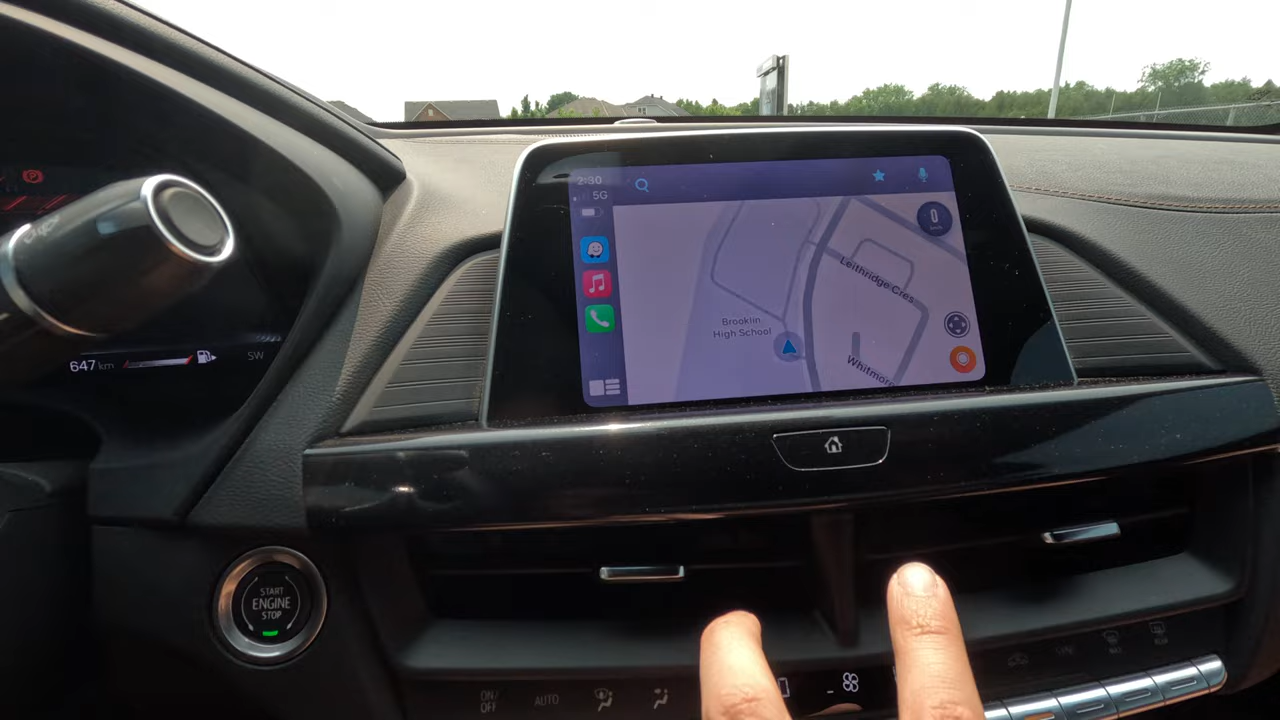 2:30
5G
0
km/h
Leithridge Cres
Brooklin
High School
Whitmore
647 km
SW
START
ENGINE
STOP
ON/
OFF
AUTO